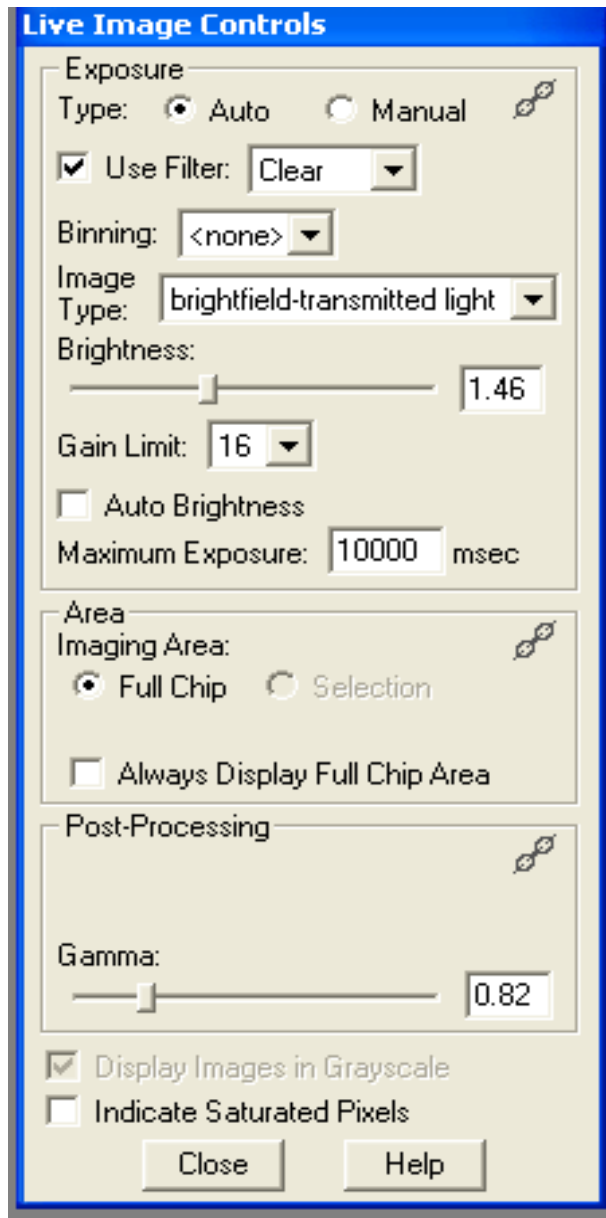 Live Image Controls
Exposure
Type: Auto Manual
Use Filter: Clear
Binning: <none>
Image
Type: brightfield-transmitted light
Brightness:
1.46
Gain Limit: 16
Auto Brightness
Maximum Exposure: 10000 msec
Area
Imaging Area:
Full Chip Selection
Always Display Full Chip Area
Post-Processing
Gamma:
0.82
Display Images in Grayscale
Indicate Saturated Pixels
Close Help